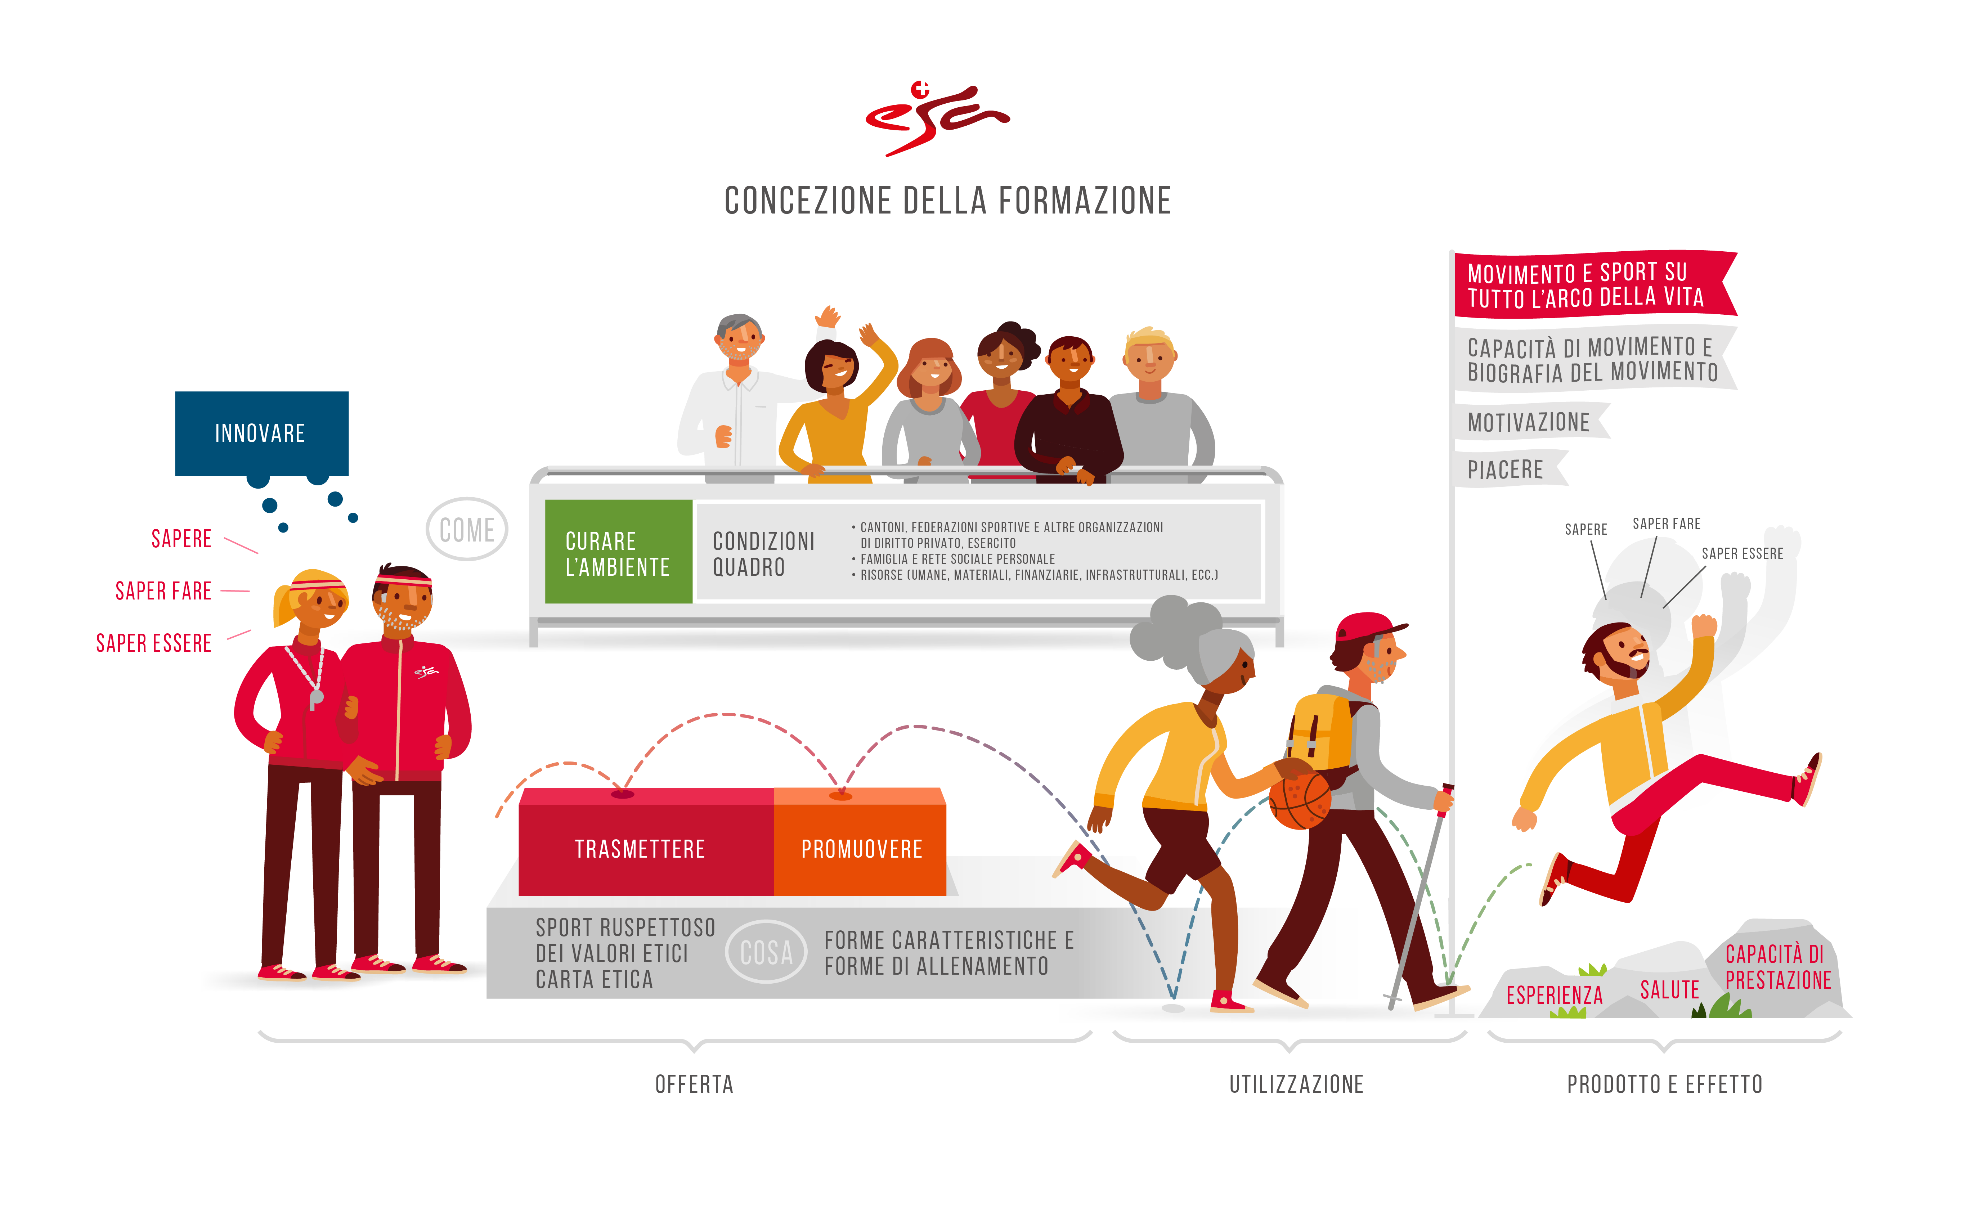 esa
CONCEZIONE DELLA FORMAZIONE
MOVIMENTO E SPORT SU
TUTTO L'ARCO DELLA VITA
CAPACITÀ DI MOVIMENTO E
BIOGRAFIA DEL MOVIMENTO
MOTIVAZIONE
PIACERE
INNOVARE
SAPERE
SAPER FARE
SAPER ESSERE
COME
CURARE
L'AMBIENTE
CONDIZIONI
QUADRO
• CANTONI, FEDERAZIONI SPORTIVE E ALTRE ORGANIZZAZIONI
DI DIRITTO PRIVATO, ESERCITO
• FAMIGLIA E RETE SOCIALE PERSONALE
• RISORSE (UMANE, MATERIALI, FINANZIARIE, INFRASTRUTTURALI, ECC.)
SAPERE
SAPER FARE
SAPER ESSERE
esa
TRASMETTERE
PROMUOVERE
SPORT RUSPETTOSO
DEI VALORI ETICI
CARTA ETICA
COSA
FORME CARATTERISTICHE E
FORME DI ALLENAMENTO
ESPERIENZA
SALUTE
CAPACITÀ DI
PRESTAZIONE
OFFERTA
UTILIZZAZIONE
PRODOTTO E EFFETTO